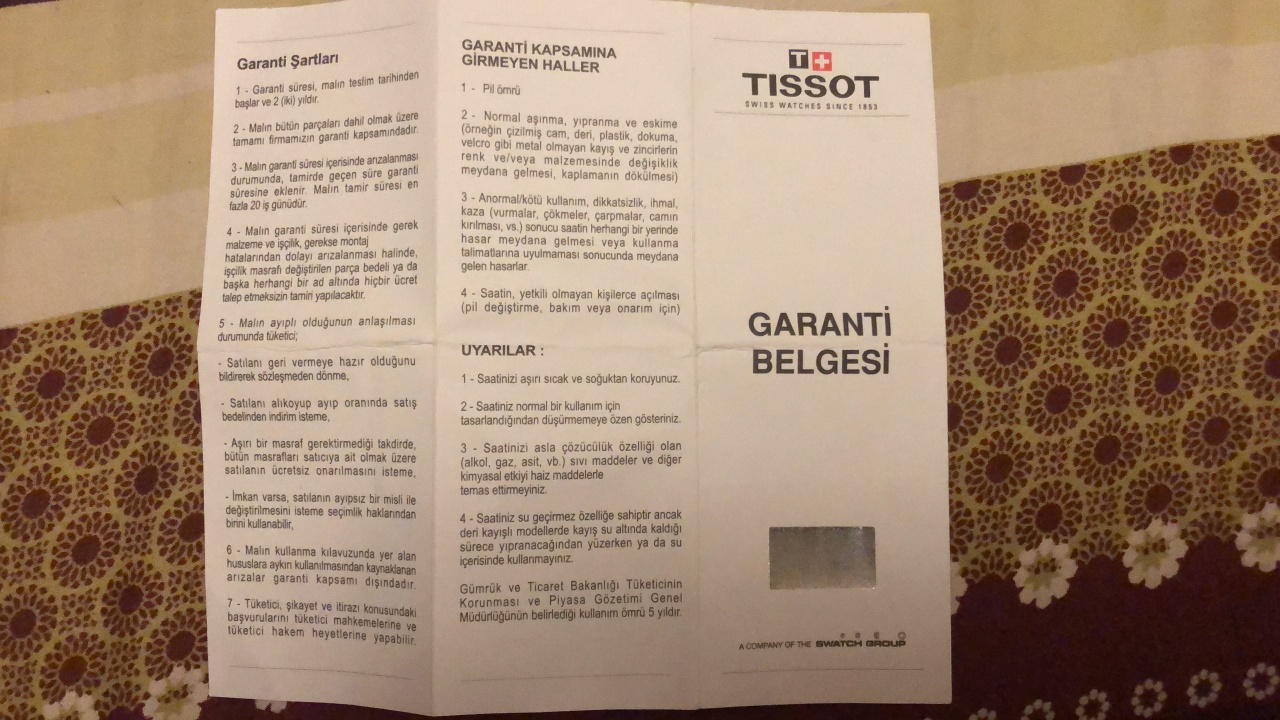 Garanti Şartları
1 - Garanti süresi, malın teslim tarihinden
başlar ve 2 (iki) yıldır.
2 - Malın bütün parçaları dahil olmak üzere
tamamı firmamızın garanti kapsamındadır.
3 - Malın garanti süresi içerisinde arızalanması
durumunda, tamirde geçen süre garanti
süresine eklenir. Malın tamir süresi en
fazla 20 iş günüdür.
4 - Malın garanti süresi içerisinde gerek
malzeme ve işçilik, gerekse montaj
hatalarından dolayı arızalanması halinde,
işçilik masrafı değiştirilen parça bedeli ya da
başka herhangi bir ad altında hiçbir ücret
talep etmeksizin tamiri yapılacaktır.
5 - Malın ayıplı olduğunun anlaşılması
durumunda tüketici;
- Satılanı geri vermeye hazır olduğunu
bildirerek sözleşmeden dönme,
- Satılanı alıkoyup ayıp oranında satış
bedelinden indirim isteme,
- Aşırı bir masraf gerektirmediği takdirde,
bütün masrafları satıcıya ait olmak üzere
satılanın ücretsiz onarılmasını isteme,
- İmkan varsa, satılanın ayıpsız bir misli ile
değiştirilmesini isteme seçimlik haklarından
birini kullanabilir,
6 - Malın kullanma kılavuzunda yer alan
hususlara aykırı kullanılmasından kaynaklanan
arızalar garanti kapsamı dışındadır.
7 - Tüketici, şikayet ve itirazı konusundaki
başvurularını tüketici mahkemelerine ve
tüketici hakem heyetlerine yapabilir.
GARANTİ KAPSAMINA
GİRMEYEN HALLER
1 - Pil ömrü
2 - Normal aşınma, yıpranma ve eskime
(örneğin çizilmiş cam, deri, plastik, dokuma,
velcro gibi metal olmayan kayış ve zincirlerin
renk ve/veya malzemesinde değişiklik
meydana gelmesi, kaplamanın dökülmesi)
3 - Anormal/kötü kullanım, dikkatsizlik, ihmal,
kaza (vurmalar, çökmeler, çarpmalar, camın
kırılması, vs.) sonucu saatin herhangi bir yerinde
hasar meydana gelmesi veya kullanma
talimatlarına uyulmaması sonucunda meydana
gelen hasarlar.
4 - Saatin, yetkili olmayan kişilerce açılması
(pil değiştirme, bakım veya onarım için)
UYARILAR :
1 - Saatinizi aşırı sıcak ve soğuktan koruyunuz.
2 - Saatiniz normal bir kullanım için
tasarlandığından düşürmemeye özen gösteriniz.
3 - Saatinizi asla çözücülük özelliği olan
(alkol, gaz, asit, vb.) sıvı maddeler ve diğer
kimyasal etkiyi haiz maddelerle
temas ettirmeyiniz.
4 - Saatiniz su geçirmez özelliğe sahiptir ancak
deri kayışlı modellerde kayış su altında kaldığı
sürece yıpranacağından yüzerken ya da su
içerisinde kullanmayınız.
Gümrük ve Ticaret Bakanlığı Tüketicinin
Korunması ve Piyasa Gözetimi Genel
Müdürlüğünün belirlediği kullanım ömrü 5 yıldır.
T+
TISSOT
SWISS WATCHES SINCE 1853
GARANTİ
BELGESİ
A COMPANY OF THE SWATCH GROUP